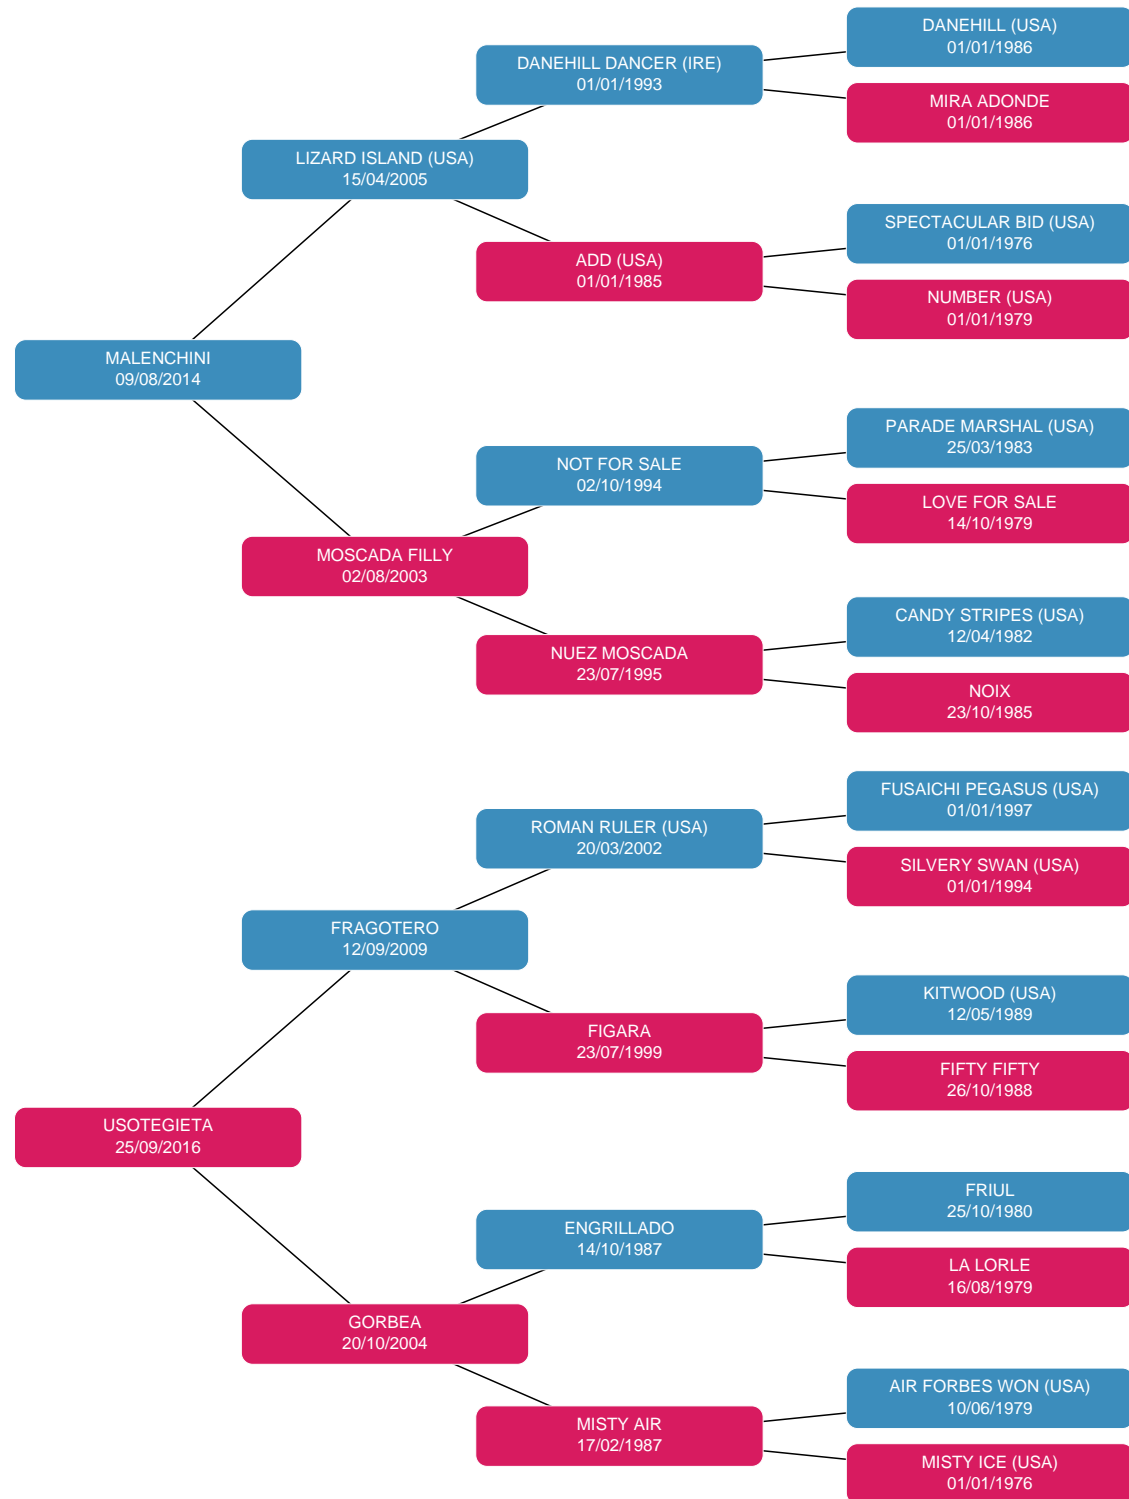 DANEHILL (USA)
01/01/1986
DANEHILL DANCER (IRE)
01/01/1993
MIRA ADONDE
01/01/1986
LIZARD ISLAND (USA)
15/04/2005
SPECTACULAR BID (USA)
01/01/1976
ADD (USA)
01/01/1985
NUMBER (USA)
01/01/1979
MALENCHINI
09/08/2014
PARADE MARSHAL (USA)
25/03/1983
NOT FOR SALE
02/10/1994
LOVE FOR SALE
14/10/1979
MOSCADA FILLY
02/08/2003
CANDY STRIPES (USA)
12/04/1982
NUEZ MOSCADA
23/07/1995
NOIX
23/10/1985
FUSAICHI PEGASUS (USA)
01/01/1997
ROMAN RULER (USA)
20/03/2002
SILVERY SWAN (USA)
01/01/1994
FRAGOTERO
12/09/2009
KITWOOD (USA)
12/05/1989
FIGARA
23/07/1999
FIFTY FIFTY
26/10/1988
USOTEGIETA
25/09/2016
FRIUL
25/10/1980
ENGRILLADO
14/10/1987
LA LORLE
16/08/1979
GORBEA
20/10/2004
AIR FORBES WON (USA)
10/06/1979
MISTY AIR
17/02/1987
MISTY ICE (USA)
01/01/1976